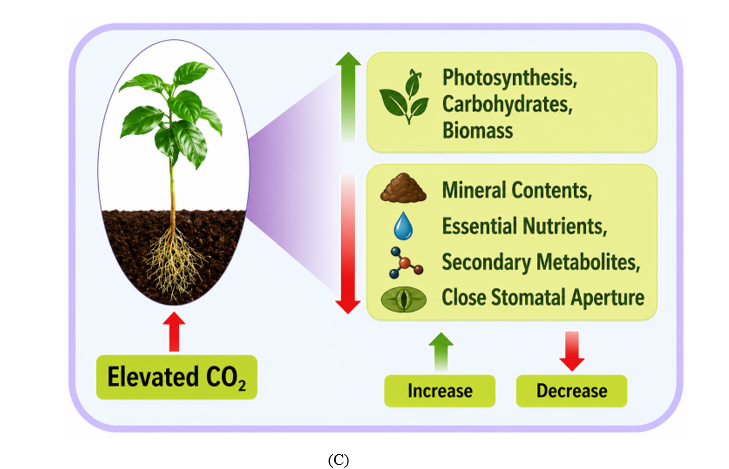 Photosynthesis,
Carbohydrates,
Biomass
Mineral Contents,
Essential Nutrients,
Secondary Metabolites,
Close Stomatal Aperture
Elevated CO₂
Increase
Decrease
(C)